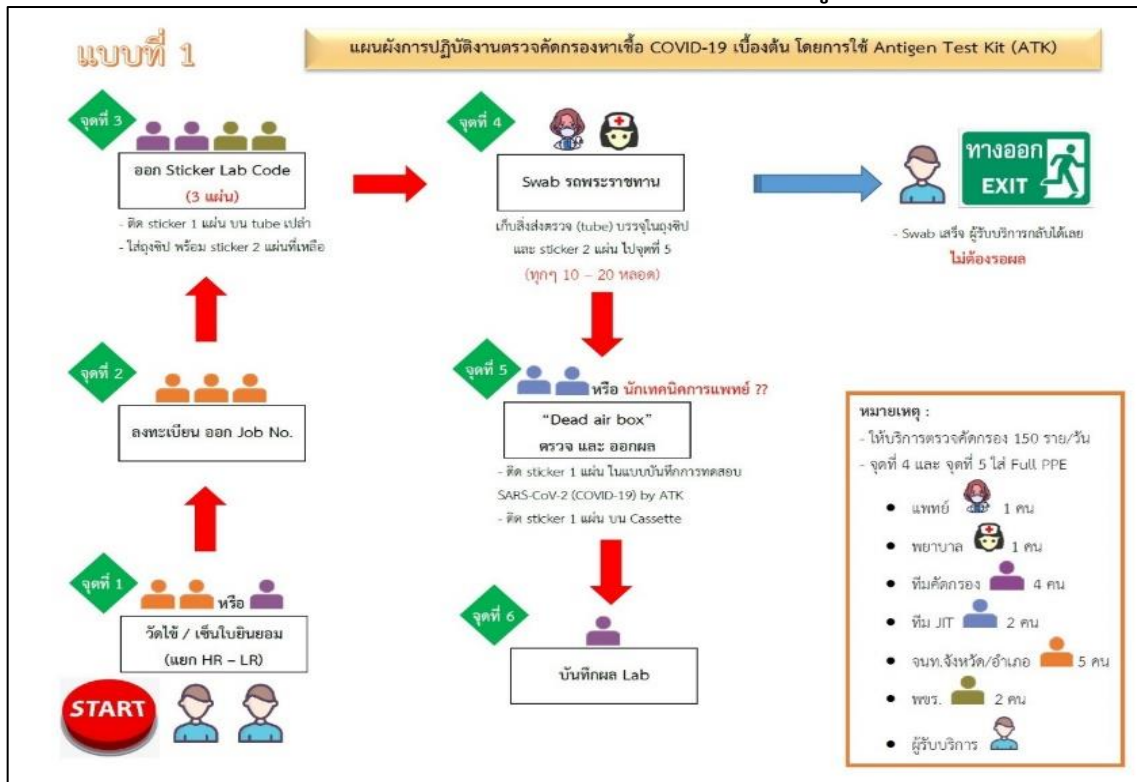 แบบที่ 1
แผนผังการปฏิบัติงานตรวจคัดกรองหาเชื้อ COVID-19 เบื้องต้น โดยการใช้ Antigen Test Kit (ATK)
จุดที่ 3
ออก Sticker Lab Code
(3 แผ่น)
- ติด sticker 1 แผ่น บน tube เปล่า
- ใส่ถุงซิป พร้อม sticker 2 แผ่นที่เหลือ
จุดที่ 4
Swab รถพระราชทาน
เก็บสิ่งส่งตรวจ (tube) บรรจุในถุงซิป
และ sticker 2 แผ่น ไปจุดที่ 5
(ทุกๆ 10 – 20 หลอด)
ทางออก
EXIT
- Swab เสร็จ ผู้รับบริการกลับได้เลย
ไม่ต้องรอผล
จุดที่ 2
ลงทะเบียน ออก Job No.
จุดที่ 5
หรือ นักเทคนิคการแพทย์ ??
“Dead air box”
ตรวจ และ ออกผล
- ติด sticker 1 แผ่น ในแบบบันทึกการทดสอบ
SARS-CoV-2 (COVID-19) by ATK
- ติด sticker 1 แผ่น บน Cassette
จุดที่ 1
หรือ
วัดไข้ / เซ็นใบยินยอม
(แยก HR – LR)
START
จุดที่ 6
บันทึกผล Lab
หมายเหตุ :
- ให้บริการตรวจคัดกรอง 150 ราย/วัน
- จุดที่ 4 และ จุดที่ 5 ใส่ Full PPE
• แพทย์ 1 คน
• พยาบาล 1 คน
• ทีมคัดกรอง 4 คน
• ทีม JIT 2 คน
• จนท.จังหวัด/อำเภอ 5 คน
• พขร. 2 คน
• ผู้รับบริการ